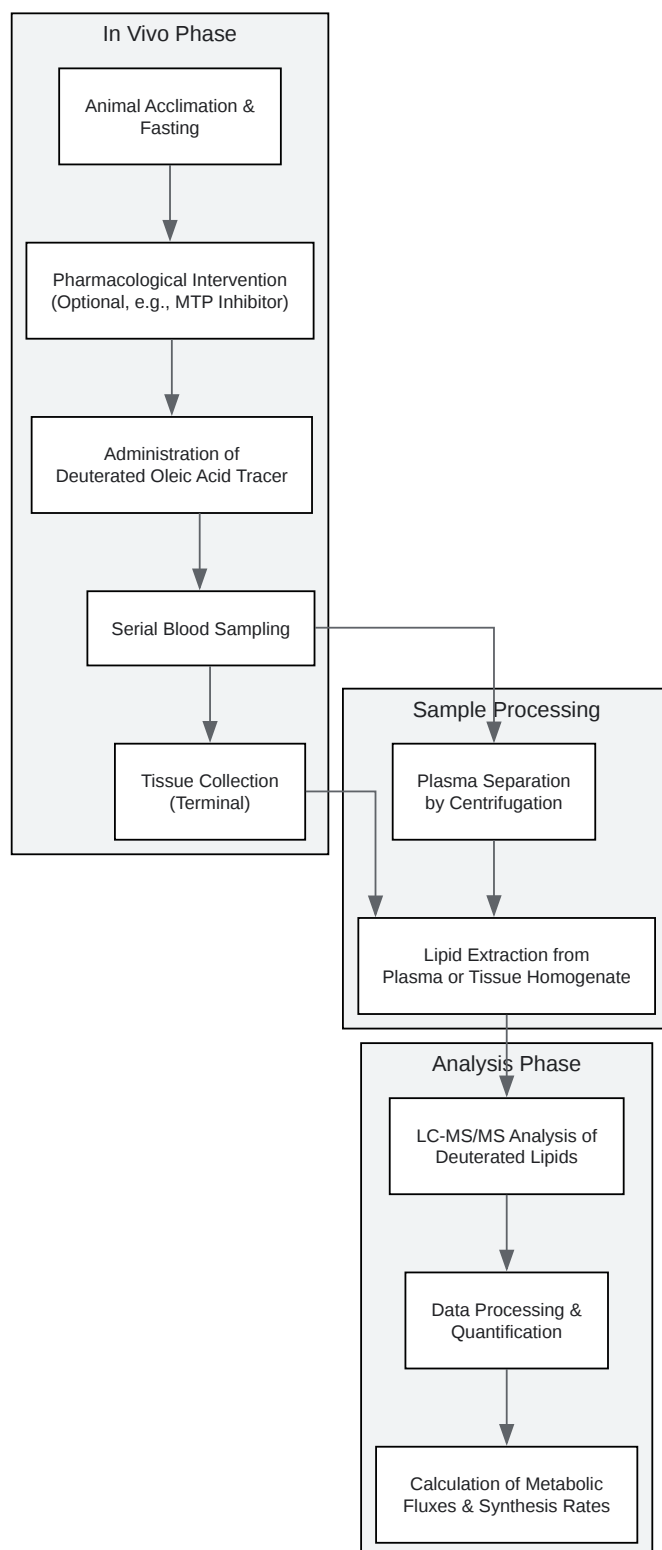 In Vivo Phase
Animal Acclimation &
Fasting
Pharmacological Intervention
(Optional, e.g., MTP Inhibitor)
Administration of
Deuterated Oleic Acid Tracer
Serial Blood Sampling
Tissue Collection
(Terminal)
Sample Processing
Plasma Separation
by Centrifugation
Lipid Extraction from
Plasma or Tissue Homogenate
Analysis Phase
LC-MS/MS Analysis of
Deuterated Lipids
Data Processing &
Quantification
Calculation of Metabolic
Fluxes & Synthesis Rates